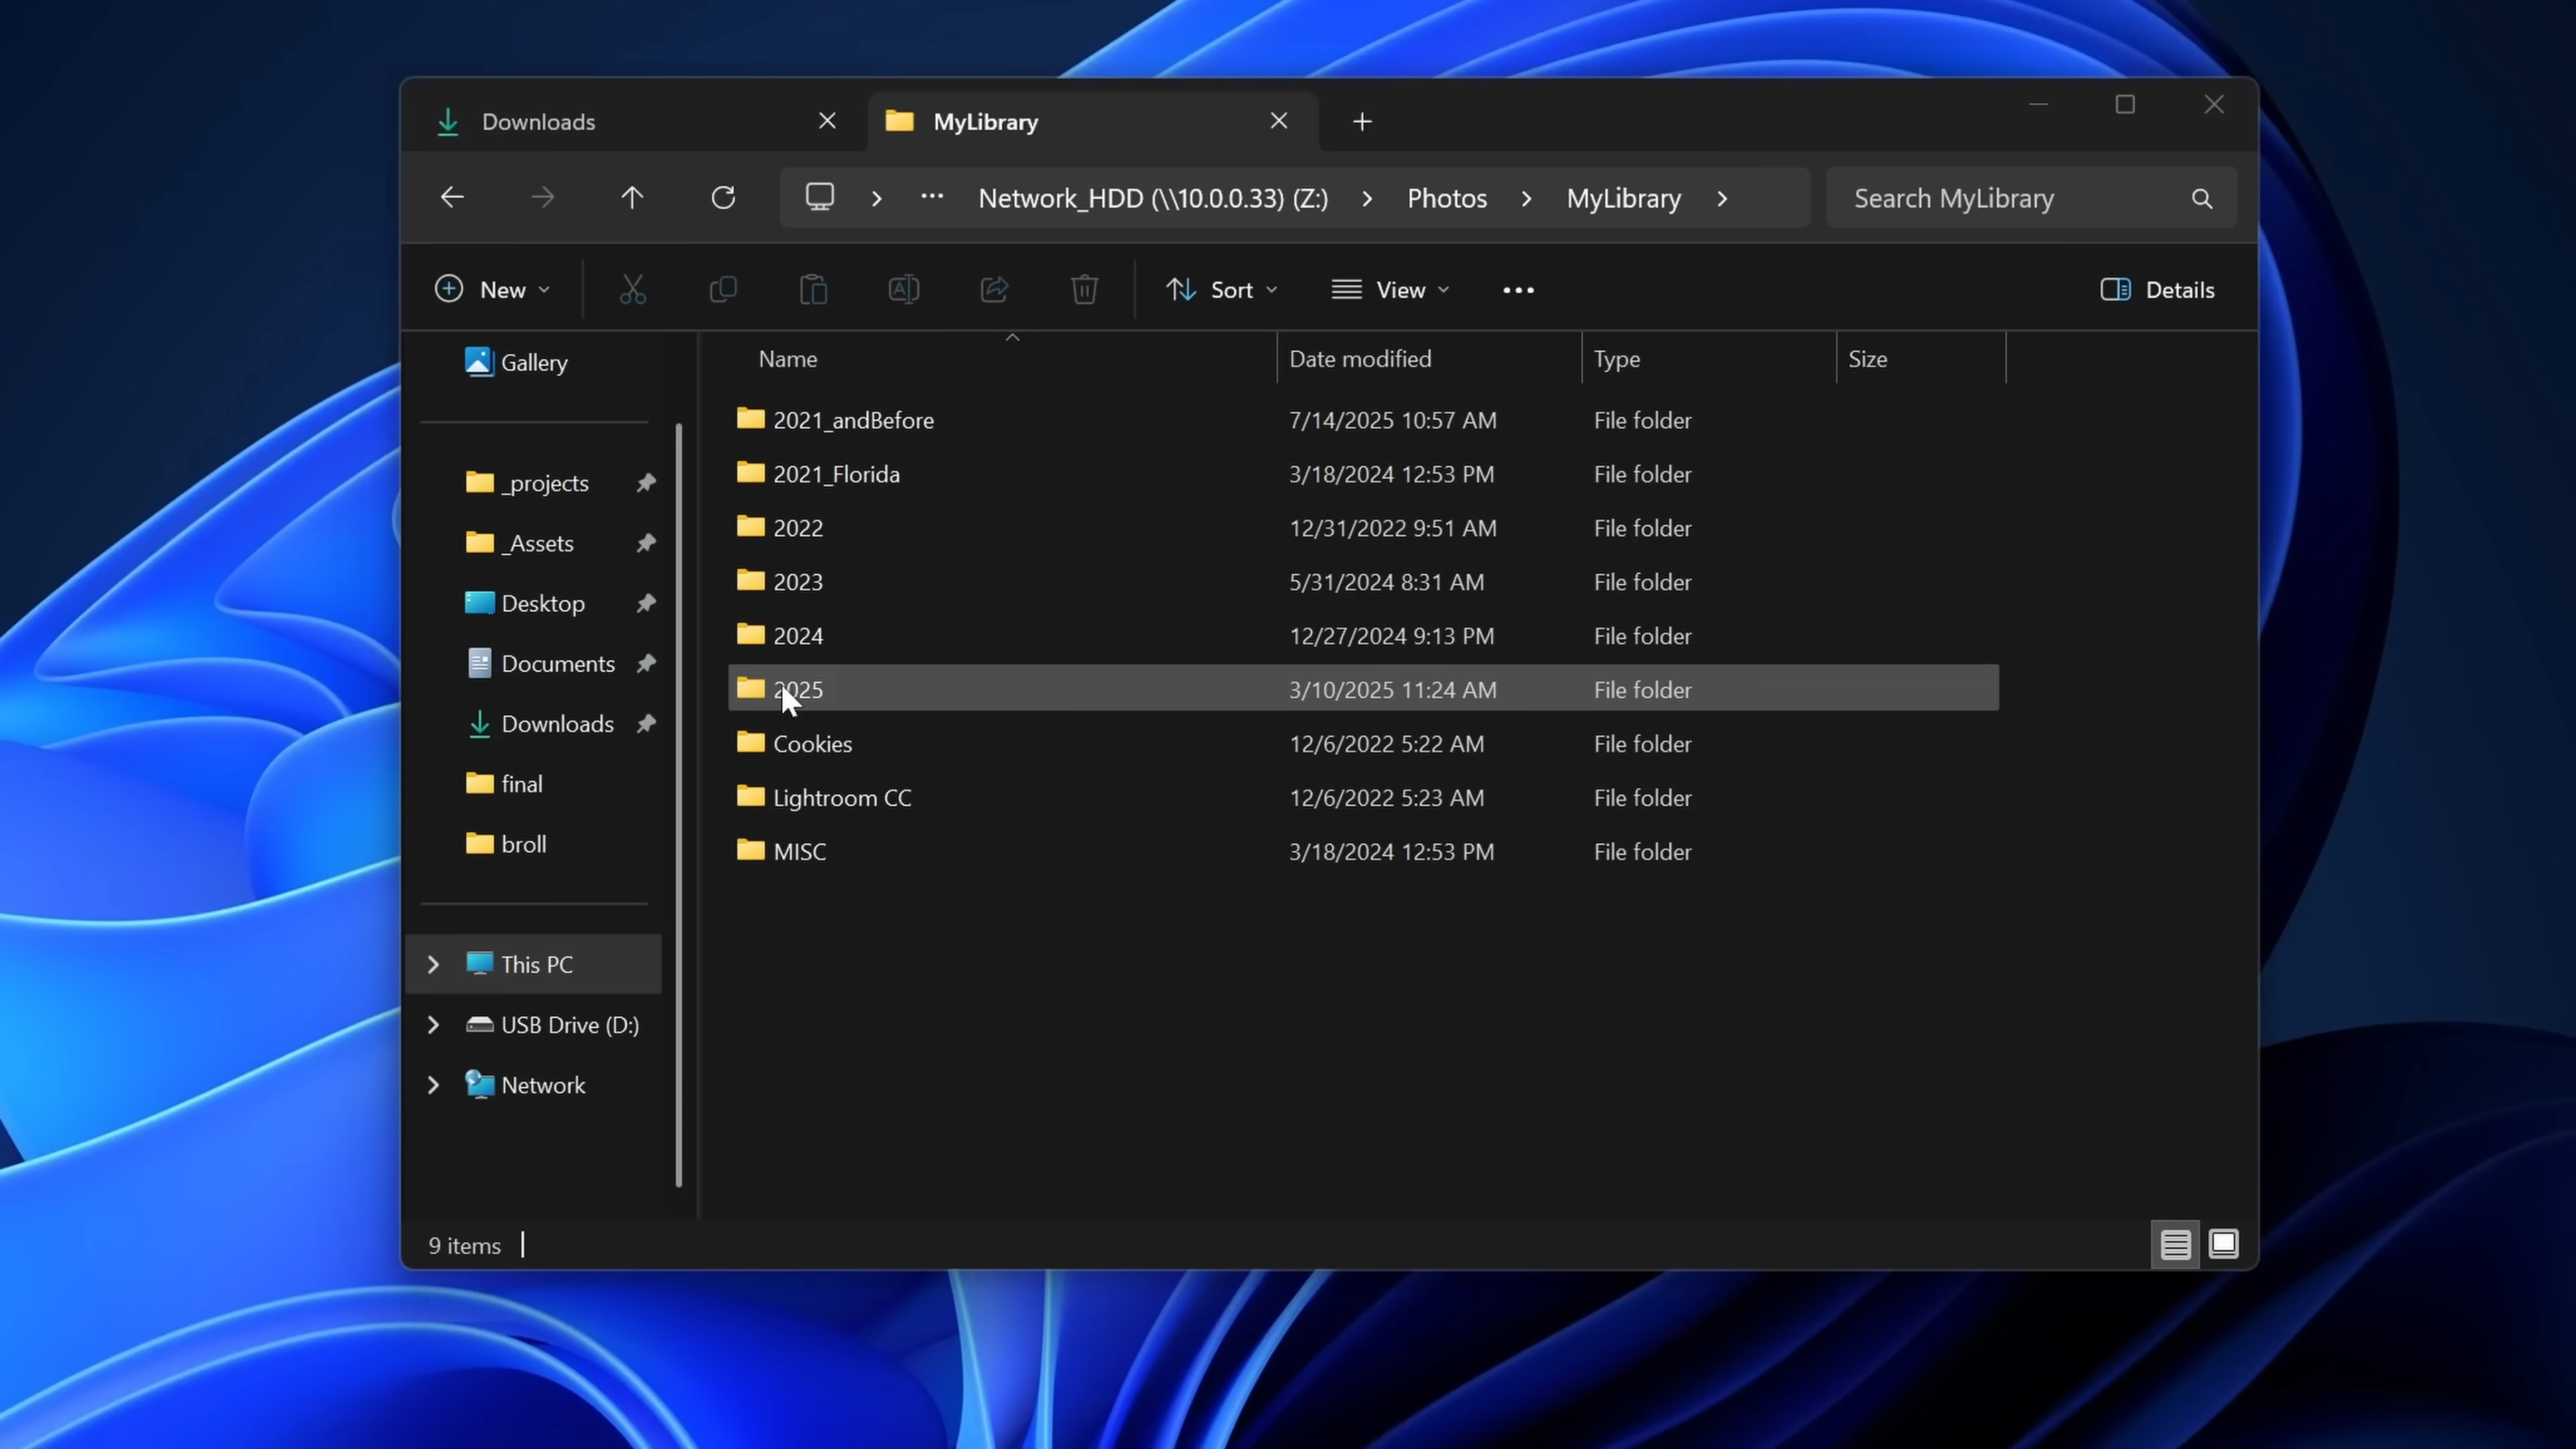 Downloads
MyLibrary
Network_HDD (\\10.0.0.33) (Z:) Photos MyLibrary
Search MyLibrary
New
Sort
View
Details
Gallery
_projects
_Assets
Desktop
Documents
Downloads
final
broll
This PC
USB Drive (D:)
Network
Name Date modified Type Size
2021_andBefore 7/14/2025 10:57 AM File folder
2021_Florida 3/18/2024 12:53 PM File folder
2022 12/31/2022 9:51 AM File folder
2023 5/31/2024 8:31 AM File folder
2024 12/27/2024 9:13 PM File folder
2025 3/10/2025 11:24 AM File folder
Cookies 12/6/2022 5:22 AM File folder
Lightroom CC 12/6/2022 5:23 AM File folder
MISC 3/18/2024 12:53 PM File folder
9 items